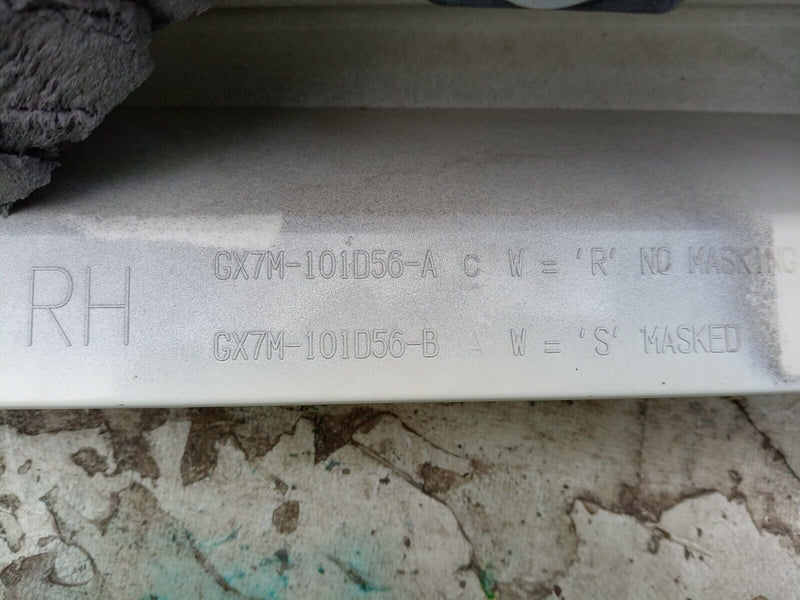 RH
GX7M-101D56-A C W = 'R' NO MASKING
GX7M-101D56-B A W = 'S' MASKED